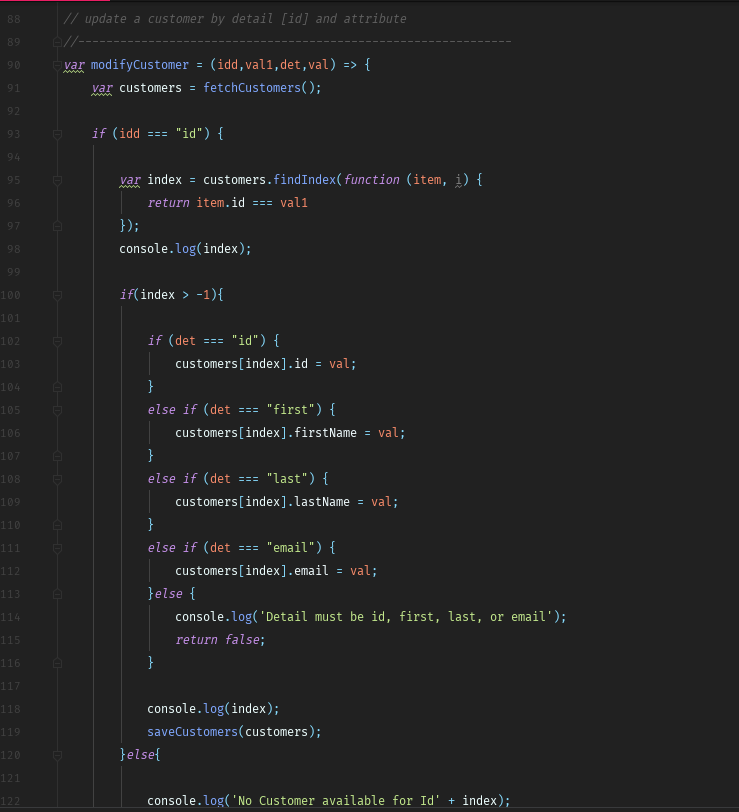 88 // update a customer by detail [id] and attribute
89 //--------------------------------------------------------------
90 var modifyCustomer = (idd,val1,det,val) => {
91 var customers = fetchCustomers();
92
93 if (idd === "id") {
94
95 var index = customers.findIndex(function (item, i) {
96 return item.id === val1
97 });
98 console.log(index);
99
100 if(index > -1){
101
102 if (det === "id") {
103 customers[index].id = val;
104 }
105 else if (det === "first") {
106 customers[index].firstName = val;
107 }
108 else if (det === "last") {
109 customers[index].lastName = val;
110 }
111 else if (det === "email") {
112 customers[index].email = val;
113 }else {
114 console.log('Detail must be id, first, last, or email');
115 return false;
116 }
117
118 console.log(index);
119 saveCustomers(customers);
120 }else{
121
122 console.log('No Customer available for Id' + index);